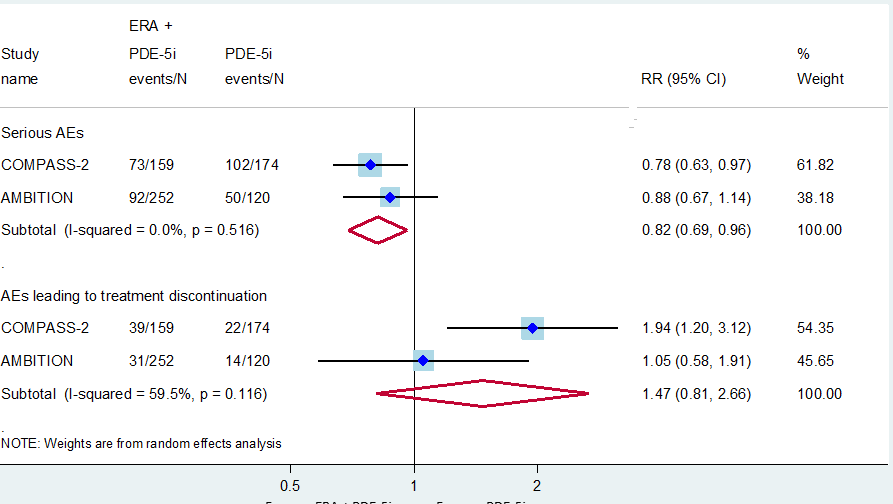 ERA +
Study PDE-5i PDE-5i %
name events/N events/N RR (95% CI) Weight
Serious AEs
COMPASS-2 73/159 102/174 0.78 (0.63, 0.97) 61.82
AMBITION 92/252 50/120 0.88 (0.67, 1.14) 38.18
Subtotal (I-squared = 0.0%, p = 0.516) 0.82 (0.69, 0.96) 100.00
.
AEs leading to treatment discontinuation
COMPASS-2 39/159 22/174 1.94 (1.20, 3.12) 54.35
AMBITION 31/252 14/120 1.05 (0.58, 1.91) 45.65
Subtotal (I-squared = 59.5%, p = 0.116) 1.47 (0.81, 2.66) 100.00
.
NOTE: Weights are from random effects analysis
0.5 1 2